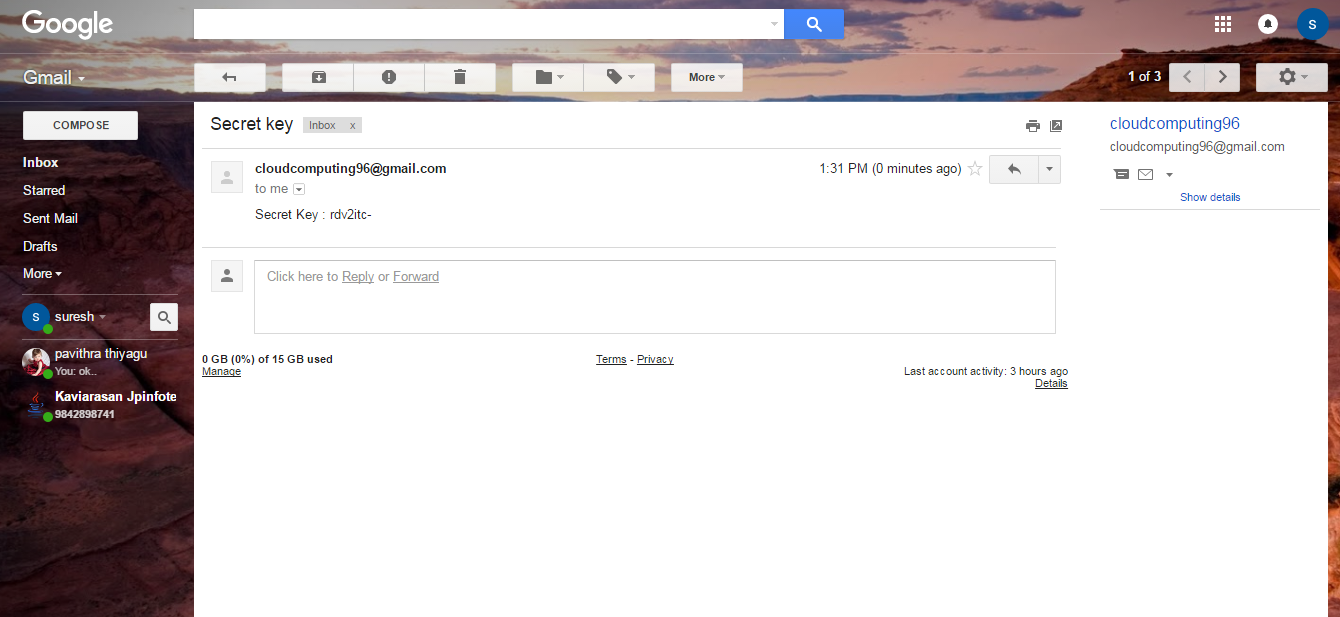 Google
S
Gmail
More
1 of 3
COMPOSE
Inbox
Starred
Sent Mail
Drafts
More
S suresh
pavithra thiyagu
You: ok..
Kaviarasan Jpinfote
9842898741
Secret key Inbox x
cloudcomputing96@gmail.com 1:31 PM (0 minutes ago)
to me
Secret Key : rdv2itc-
Click here to Reply or Forward
0 GB (0%) of 15 GB used
Manage
Terms - Privacy
Last account activity: 3 hours ago
Details
cloudcomputing96
cloudcomputing96@gmail.com
Show details